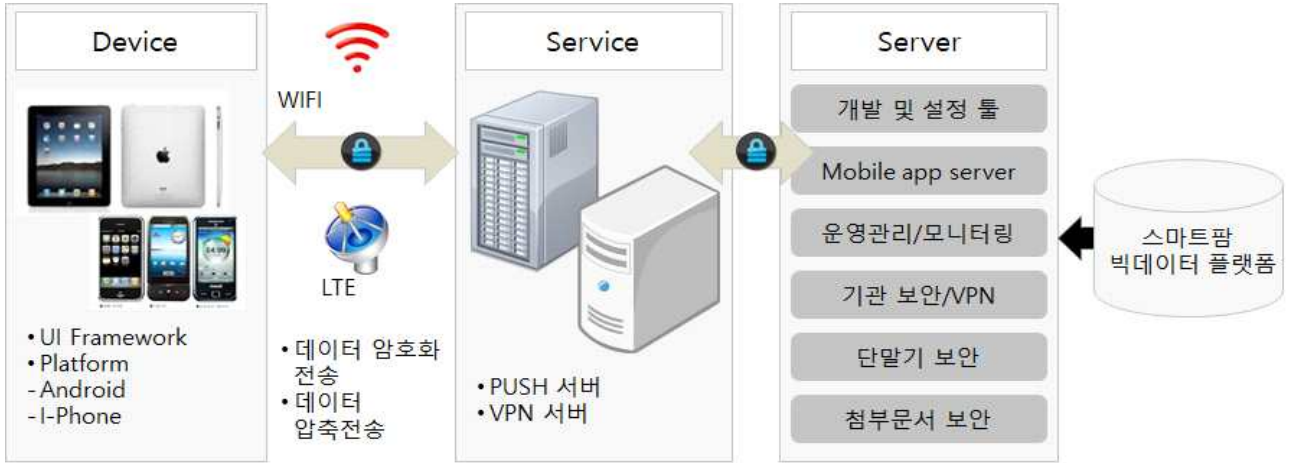 Device
• UI Framework
• Platform
- Android
- I-Phone
WIFI
LTE
• 데이터 암호화
전송
• 데이터
압축전송
Service
• PUSH 서버
• VPN 서버
Server
개발 및 설정 툴
Mobile app server
운영관리/모니터링
기관 보안/VPN
단말기 보안
첨부문서 보안
스마트팜
빅데이터 플랫폼